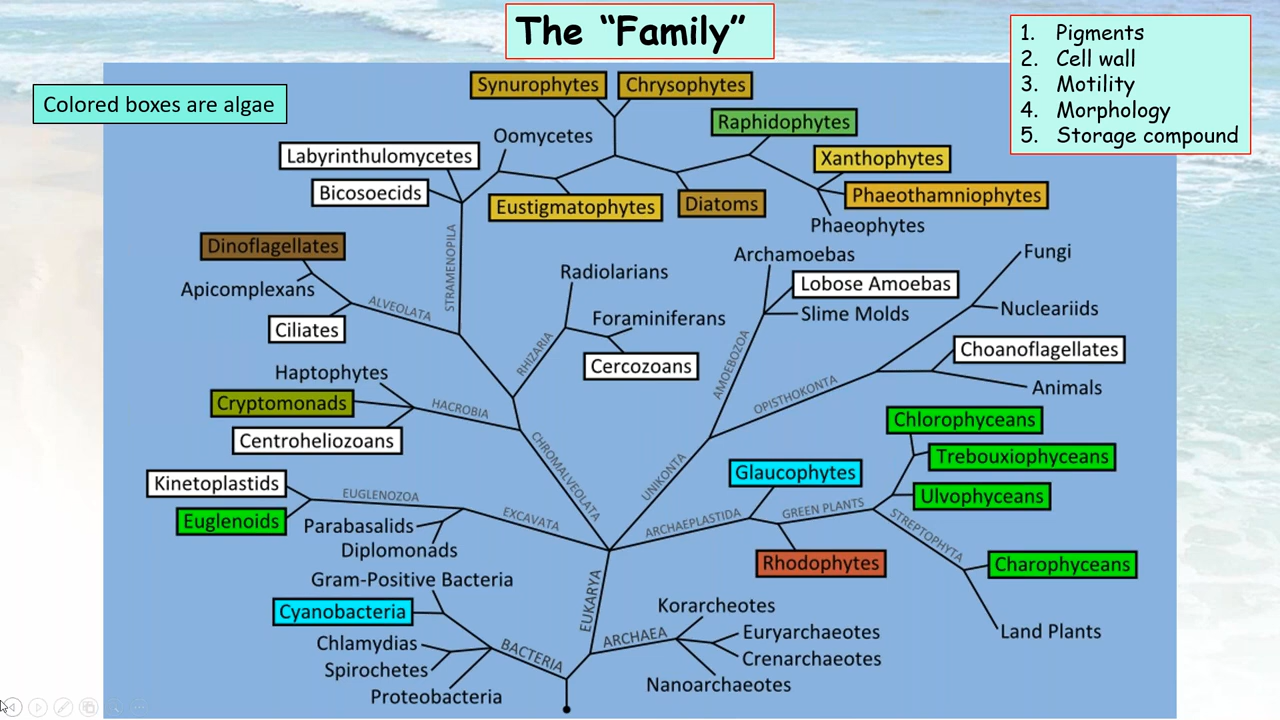 The “Family”
1. Pigments
2. Cell wall
3. Motility
4. Morphology
5. Storage compound
Colored boxes are algae
Synurophytes
Chrysophytes
Raphidophytes
Oomycetes
Labyrinthulomycetes
Xanthophytes
Bicosoecids
Eustigmatophytes
Diatoms
Phaeothamniophytes
Phaeophytes
STRAMENOPILA
Dinoflagellates
Apicomplexans
ALVEOLATA
Ciliates
Radiolarians
Foraminiferans
RHIZARIA
Cercozoans
Archamoebas
Lobose Amoebas
Slime Molds
AMOEBOZOA
Fungi
Nucleariids
Choanoflagellates
Animals
OPISTHOKONTA
Haptophytes
Cryptomonads
HACROBIA
Centroheliozoans
CHROMALVEOLATA
UNIKONTA
Chlorophyceans
Trebouxiophyceans
Ulvophyceans
Glaucophytes
ARCHAEPLASTIDA
GREEN PLANTS
STREPTOPHYTA
Rhodophytes
Charophyceans
Land Plants
Kinetoplastids
EUGLENOZOA
Euglenoids
EXCAVATA
Parabasalids
Diplomonads
Gram-Positive Bacteria
Cyanobacteria
EUKARYA
Chlamydias
Spirochetes
BACTERIA
Proteobacteria
ARCHAEA
Korarcheotes
Euryarchaeotes
Crenarchaeotes
Nanoarchaeotes